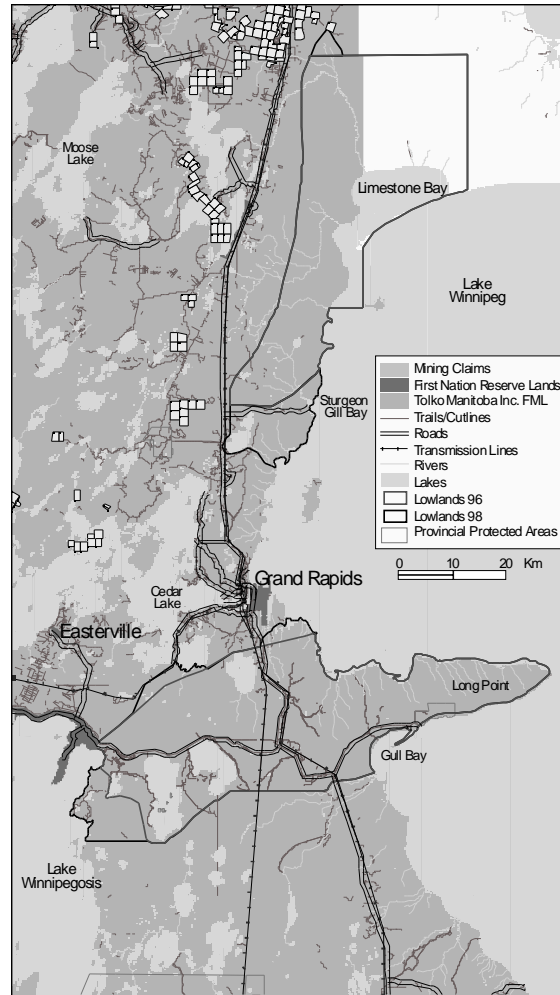 Moose
Lake
Limestone Bay
Lake
Winnipeg
Mining Claims
First Nation Reserve Lands
Tolko Manitoba Inc. FML
Trails/Cutlines
Roads
Transmission Lines
Rivers
Lakes
Lowlands 96
Lowlands 98
Provincial Protected Areas
0 10 20 Km
Sturgeon
Gill Bay
Grand Rapids
Cedar
Lake
Easterville
Long Point
Gull Bay
Lake
Winnipegosis